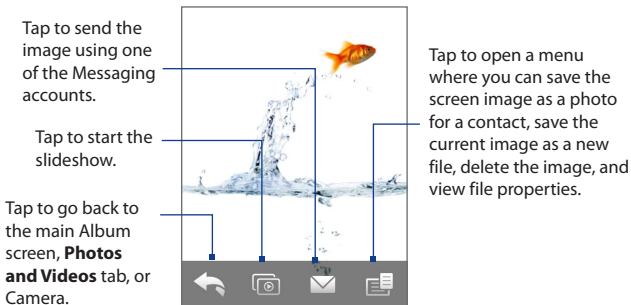 Tap to send the
image using one
of the Messaging
accounts.
Tap to start the
slideshow.
Tap to go back to
the main Album
screen, Photos
and Videos tab, or
Camera.
Tap to open a menu
where you can save the
screen image as a photo
for a contact, save the
current image as a new
file, delete the image, and
view file properties.